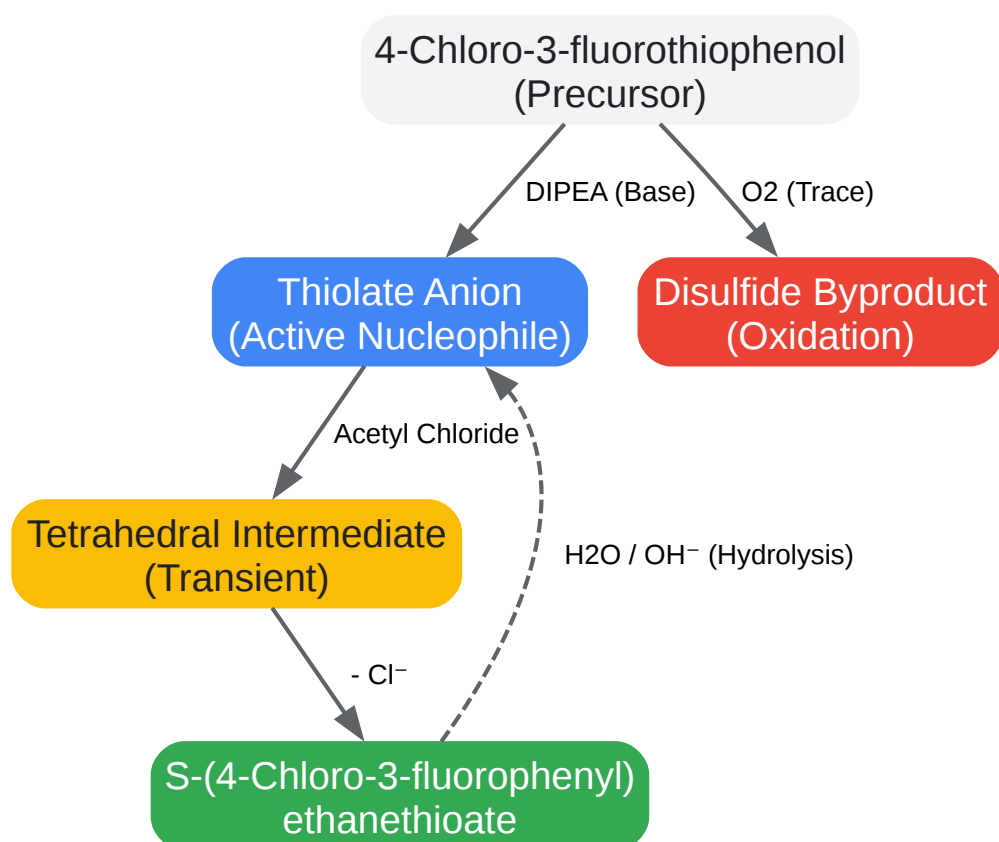 4-Chloro-3-fluorothiophenol
(Precursor)
DIPEA (Base)
O2 (Trace)
Thiolate Anion
(Active Nucleophile)
Disulfide Byproduct
(Oxidation)
Acetyl Chloride
Tetrahedral Intermediate
(Transient)
H2O / OH⁻ (Hydrolysis)
- Cl⁻
S-(4-Chloro-3-fluorophenyl)
ethanethioate